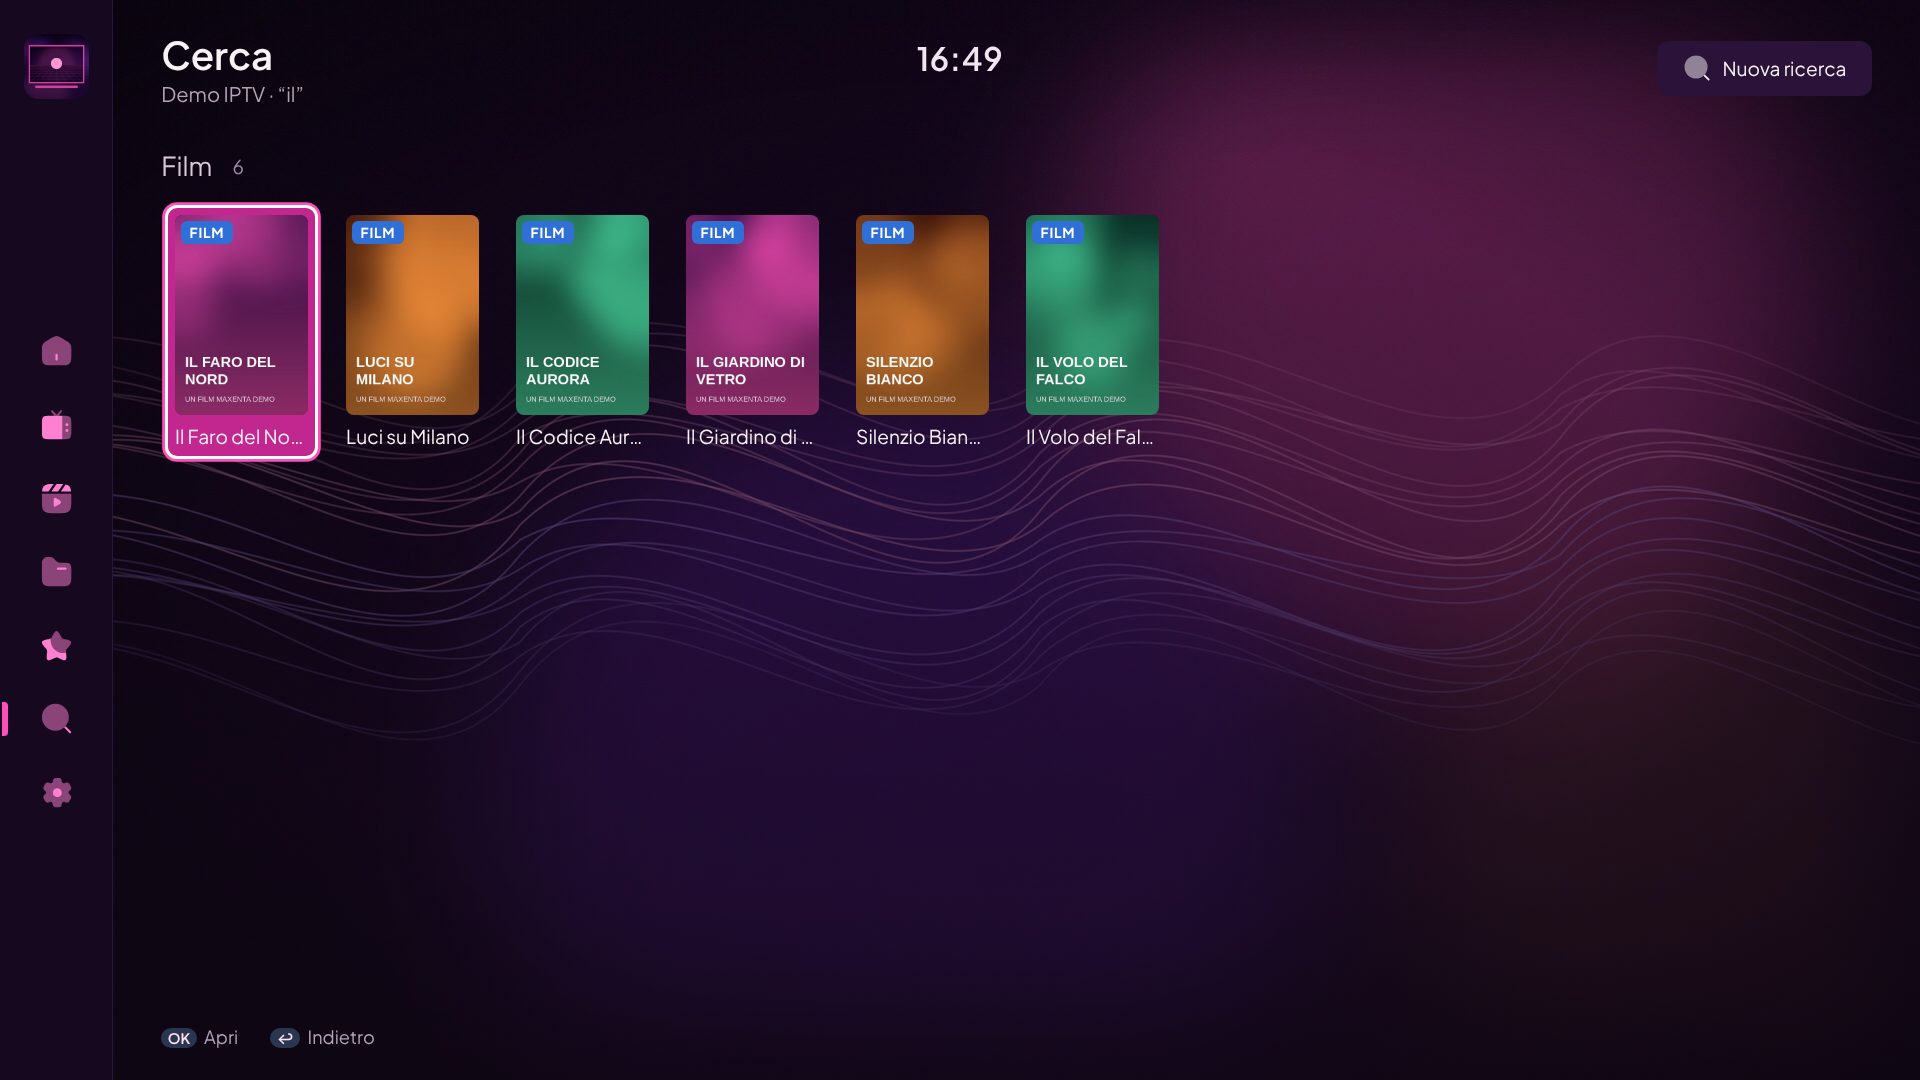 Cerca
16:49
Nuova ricerca
Demo IPTV · “il”
Film 6
FILM
IL FARO DEL
NORD
UN FILM MAXENTA DEMO
Il Faro del No...
FILM
LUCI SU
MILANO
UN FILM MAXENTA DEMO
Luci su Milano
FILM
IL CODICE
AURORA
UN FILM MAXENTA DEMO
Il Codice Aur...
FILM
IL GIARDINO DI
VETRO
UN FILM MAXENTA DEMO
Il Giardino di ...
FILM
SILENZIO
BIANCO
UN FILM MAXENTA DEMO
Silenzio Bian...
FILM
IL VOLO DEL
FALCO
UN FILM MAXENTA DEMO
Il Volo del Fal...
OK Apri
Indietro